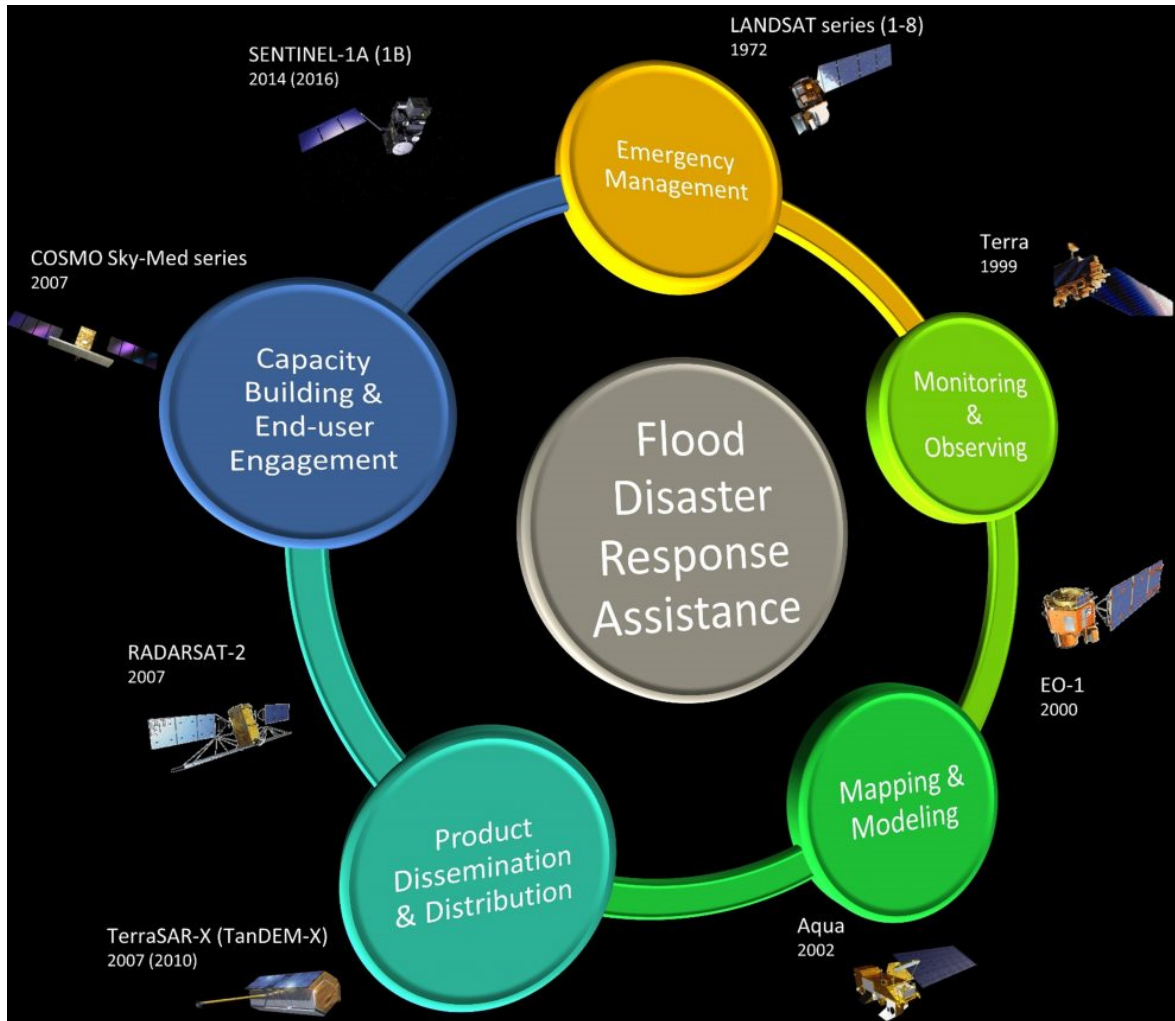 LANDSAT series (1-8)
1972
SENTINEL-1A (1B)
2014 (2016)
Emergency
Management
Terra
1999
COSMO Sky-Med series
2007
Capacity
Building &
End-user
Engagement
Monitoring
&
Observing
Flood
Disaster
Response
Assistance
RADARSAT-2
2007
EO-1
2000
Mapping &
Modeling
Product
Dissemination
& Distribution
Aqua
2002
TerraSAR-X (TanDEM-X)
2007 (2010)